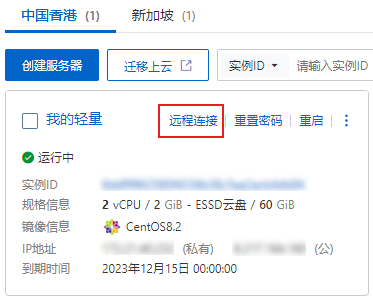 中国香港 (1) 新加坡 (1)
创建服务器 迁移上云 实例ID 请输入实例ID
我的轻量 远程连接 重置密码 重启
运行中
实例ID
规格信息 2 vCPU / 2 GiB - ESSD云盘 / 60 GiB
镜像信息 CentOS8.2
IP地址 (私有) (公)
到期时间 2023年12月15日 00:00:00